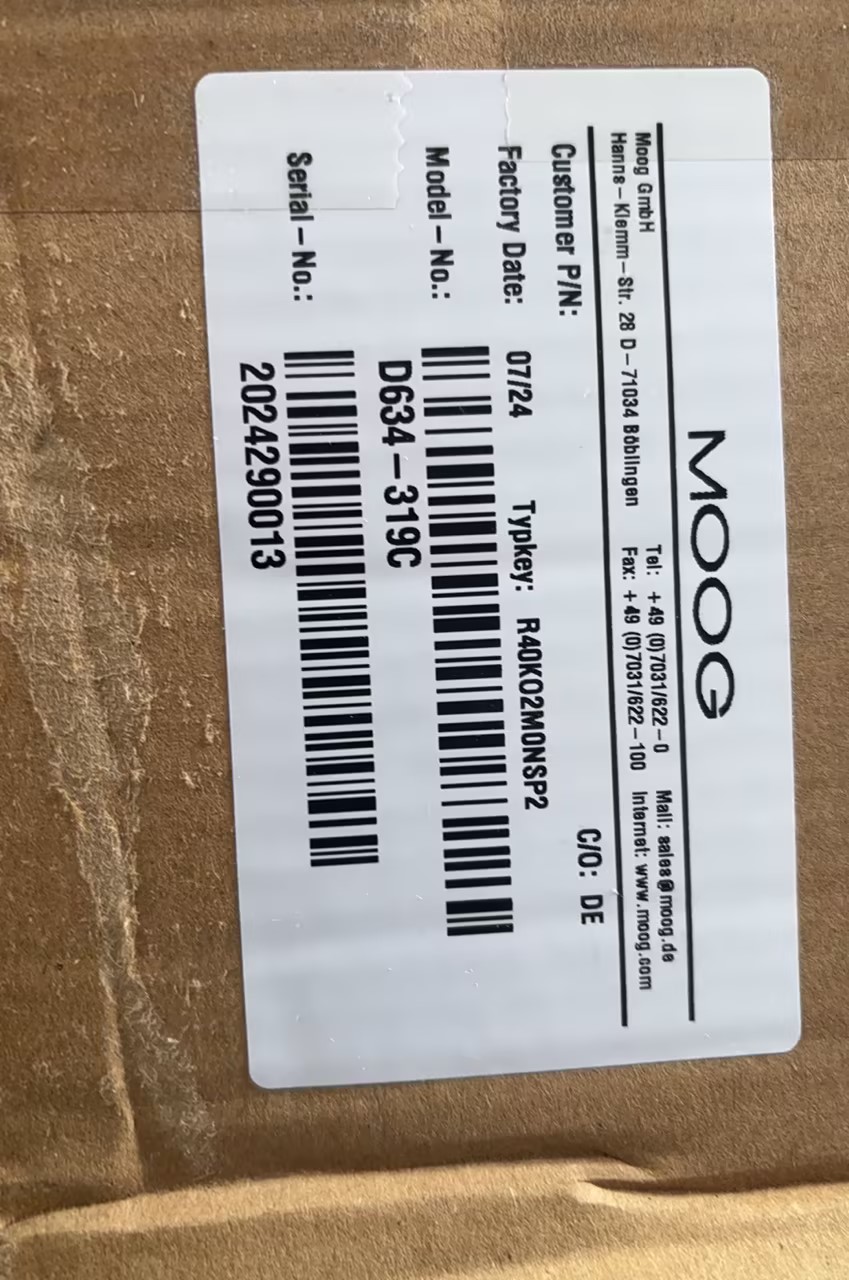 MOOG
Moog GmbH Tel: +49 (0)7031/622-0 Mail: sales@moog.de
Hanns-Klemm-Str. 28 D-71034 Böblingen Fax: +49 (0)7031/622-100 Internet: www.moog.com
Customer P/N: C/O: DE
Factory Date: 07/24 Typkey: R40KO2M0NSP2
Model-No.:
D634-319C
Serial-No.:
2024290013